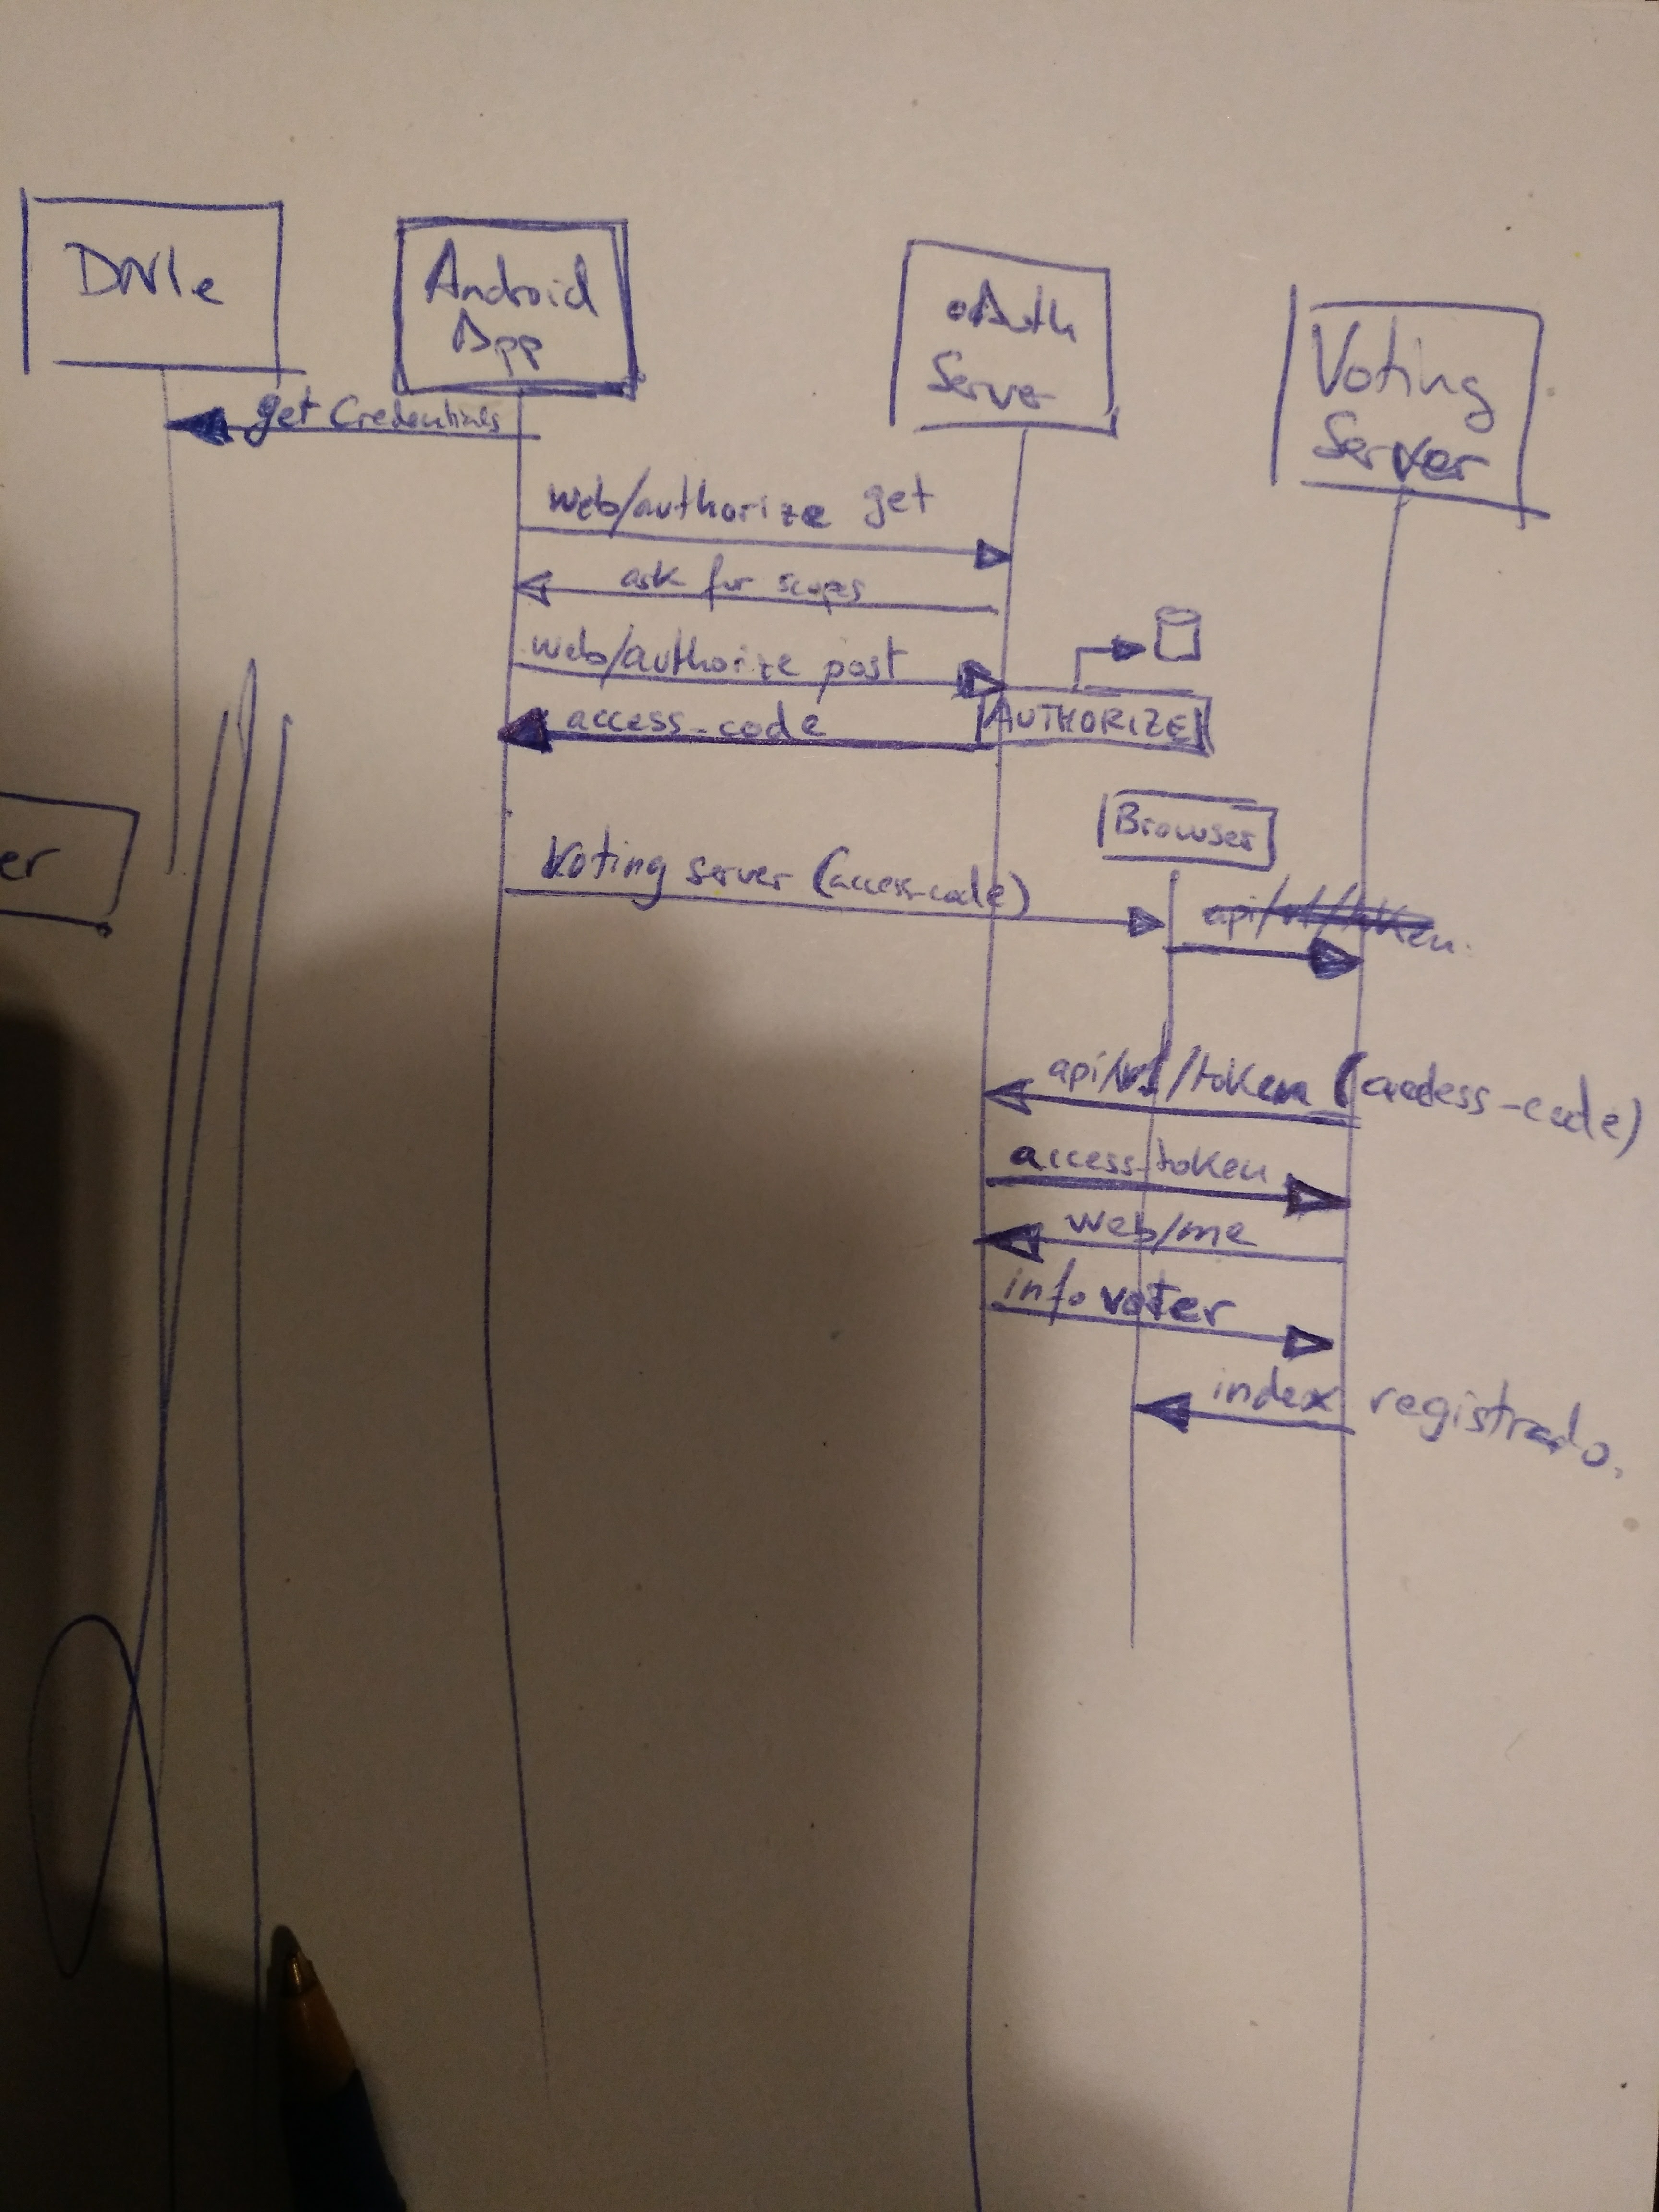 DNIe
Android
App
oAuth
Server
Voting
Server
get Credentials
web/authorize get
ask for scopes
web/authorize post
AUTHORIZE
access_code
Browser
er
Voting server (access-code)
api/v1/token
api/v1/token (access-code)
access-token
web/me
info voter
index registrado.